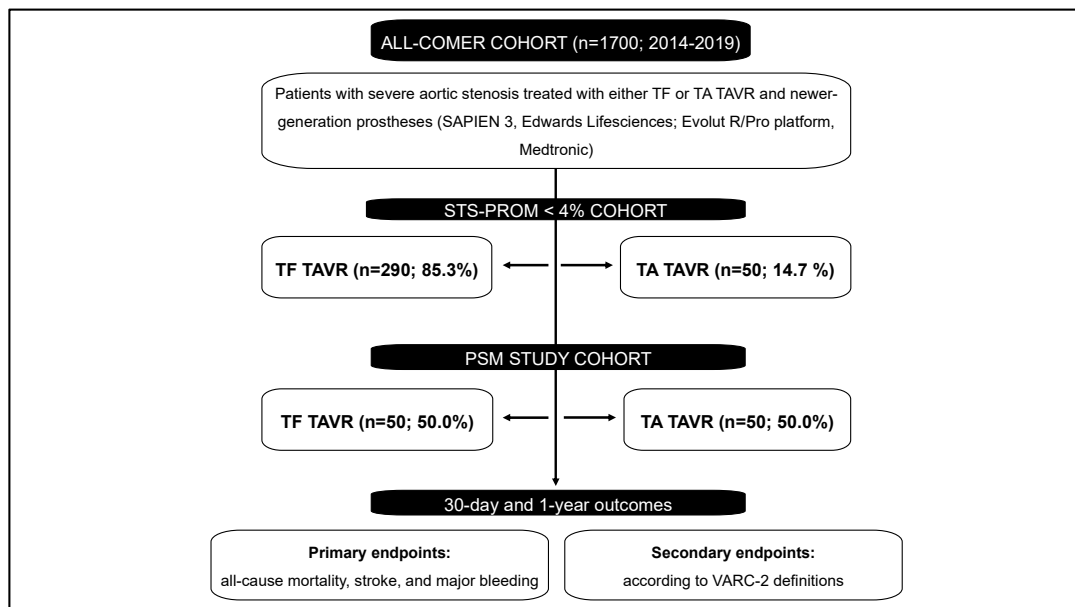 ALL-COMER COHORT (n=1700; 2014-2019)
Patients with severe aortic stenosis treated with either TF or TA TAVR and newer-
generation prostheses (SAPIEN 3, Edwards Lifesciences; Evolut R/Pro platform,
Medtronic)
STS-PROM < 4% COHORT
TF TAVR (n=290; 85.3%)
TA TAVR (n=50; 14.7 %)
PSM STUDY COHORT
TF TAVR (n=50; 50.0%)
TA TAVR (n=50; 50.0%)
30-day and 1-year outcomes
Primary endpoints:
all-cause mortality, stroke, and major bleeding
Secondary endpoints:
according to VARC-2 definitions